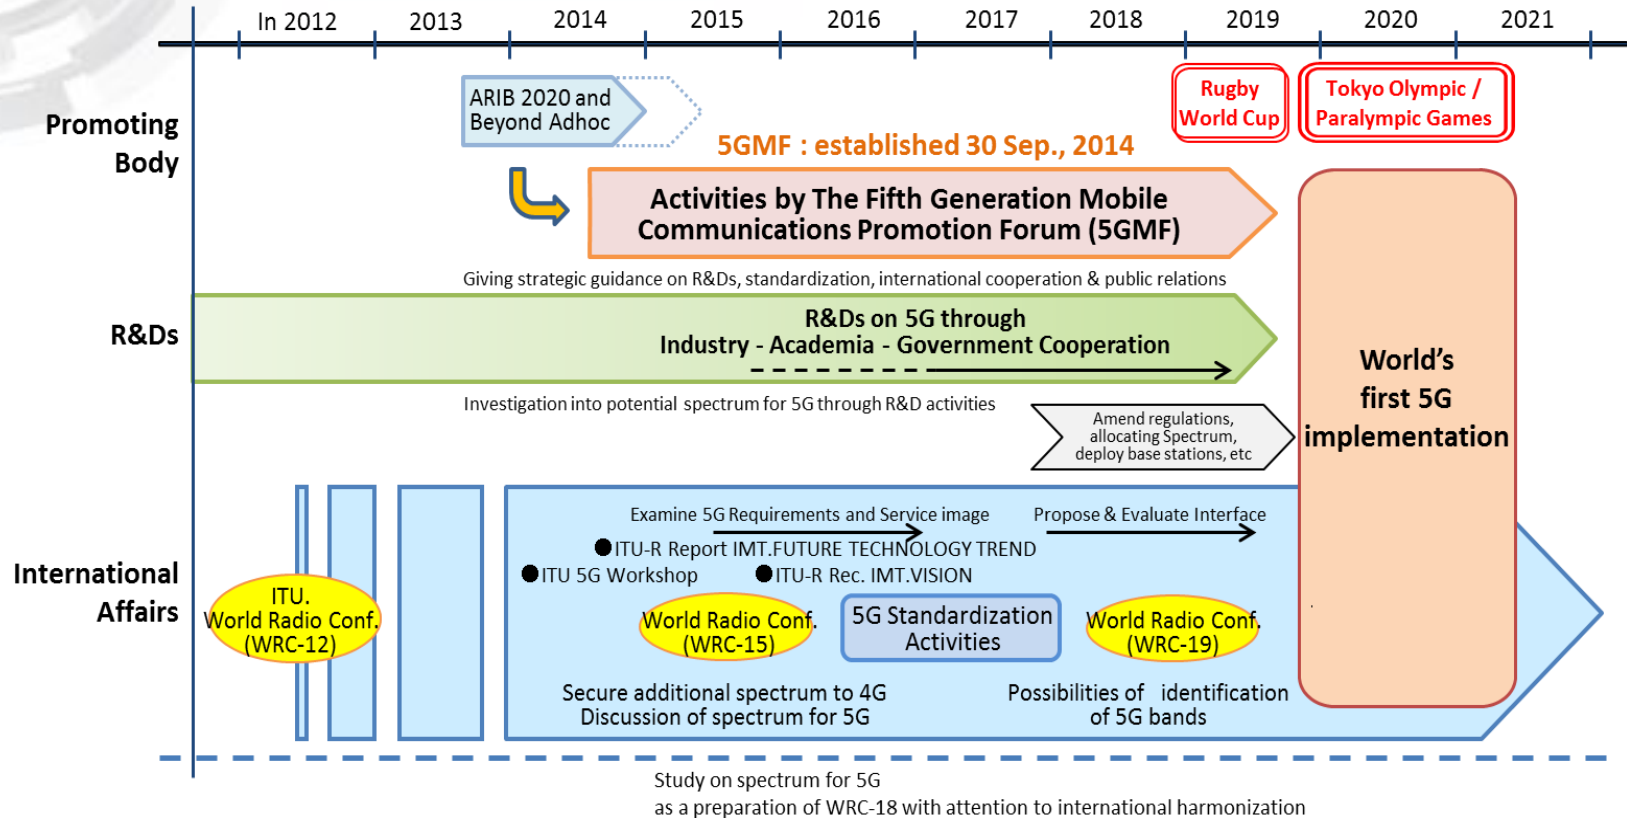 In 2012
2013
2014
2015
2016
2017
2018
2019
2020
2021
Promoting
Body
ARIB 2020 and
Beyond Adhoc
Rugby
World Cup
Tokyo Olympic /
Paralympic Games
5GMF : established 30 Sep., 2014
Activities by The Fifth Generation Mobile
Communications Promotion Forum (5GMF)
Giving strategic guidance on R&Ds, standardization, international cooperation & public relations
R&Ds
R&Ds on 5G through
Industry - Academia - Government Cooperation
World's
first 5G
implementation
Investigation into potential spectrum for 5G through R&D activities
Amend regulations,
allocating Spectrum,
deploy base stations, etc
International
Affairs
Examine 5G Requirements and Service image
Propose & Evaluate Interface
ITU-R Report IMT.FUTURE TECHNOLOGY TREND
ITU 5G Workshop
ITU-R Rec. IMT.VISION
ITU.
World Radio Conf.
(WRC-12)
World Radio Conf.
(WRC-15)
5G Standardization
Activities
World Radio Conf.
(WRC-19)
Secure additional spectrum to 4G
Discussion of spectrum for 5G
Possibilities of identification
of 5G bands
Study on spectrum for 5G
as a preparation of WRC-18 with attention to international harmonization